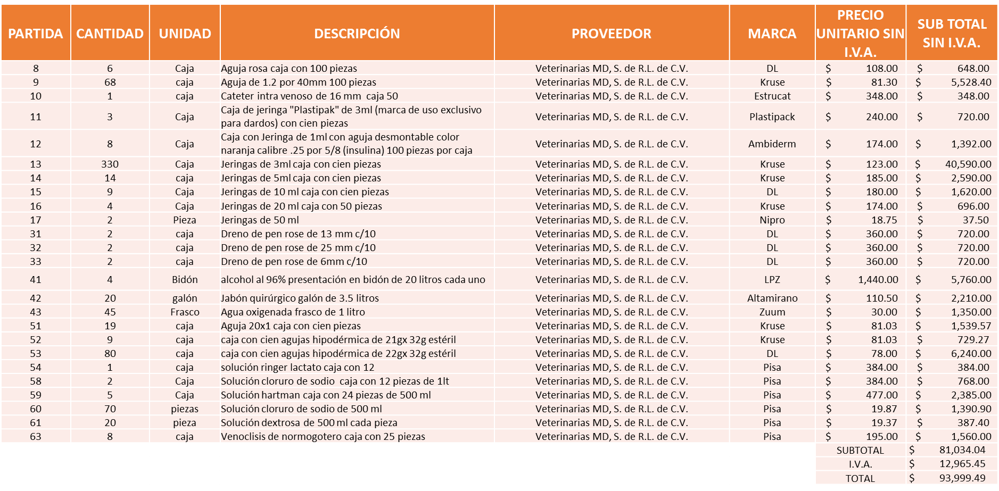 PARTIDA CANTIDAD UNIDAD DESCRIPCIÓN PROVEEDOR MARCA PRECIO UNITARIO SIN I.V.A. SUB TOTAL SIN I.V.A.
8 6 Caja Aguja rosa caja con 100 piezas Veterinarias MD, S. de R.L. de C.V. DL $ 108.00 $ 648.00
9 68 caja Aguja de 1.2 por 40mm 100 piezas Veterinarias MD, S. de R.L. de C.V. Kruse $ 81.30 $ 5,528.40
10 1 caja Cateter intra venoso de 16 mm caja 50 Veterinarias MD, S. de R.L. de C.V. Estrucat $ 348.00 $ 348.00
11 3 Caja Caja de jeringa "Plastipak" de 3ml (marca de uso exclusivo para dardos) con cien piezas Veterinarias MD, S. de R.L. de C.V. Plastipack $ 240.00 $ 720.00
12 8 Caja Caja con Jeringa de 1ml con aguja desmontable color naranja calibre .25 por 5/8 (insulina) 100 piezas por caja Veterinarias MD, S. de R.L. de C.V. Ambiderm $ 174.00 $ 1,392.00
13 330 Caja Jeringas de 3ml caja con cien piezas Veterinarias MD, S. de R.L. de C.V. Kruse $ 123.00 $ 40,590.00
14 14 caja Jeringas de 5ml caja con cien piezas Veterinarias MD, S. de R.L. de C.V. Kruse $ 185.00 $ 2,590.00
15 9 Caja Jeringas de 10 ml caja con cien piezas Veterinarias MD, S. de R.L. de C.V. DL $ 180.00 $ 1,620.00
16 4 Caja Jeringas de 20 ml caja con 50 piezas Veterinarias MD, S. de R.L. de C.V. Kruse $ 174.00 $ 696.00
17 2 Pieza Jeringas de 50 ml Veterinarias MD, S. de R.L. de C.V. Nipro $ 18.75 $ 37.50
31 2 caja Dreno de pen rose de 13 mm c/10 Veterinarias MD, S. de R.L. de C.V. DL $ 360.00 $ 720.00
32 2 caja Dreno de pen rose de 25 mm c/10 Veterinarias MD, S. de R.L. de C.V. DL $ 360.00 $ 720.00
33 2 caja Dreno de pen rose de 6mm c/10 Veterinarias MD, S. de R.L. de C.V. DL $ 360.00 $ 720.00
41 4 Bidón alcohol al 96% presentación en bidón de 20 litros cada uno Veterinarias MD, S. de R.L. de C.V. LPZ $ 1,440.00 $ 5,760.00
42 20 galón Jabón quirúrgico galón de 3.5 litros Veterinarias MD, S. de R.L. de C.V. Altamirano $ 110.50 $ 2,210.00
43 45 Frasco Agua oxigenada frasco de 1 litro Veterinarias MD, S. de R.L. de C.V. Zuum $ 30.00 $ 1,350.00
51 19 caja Aguja 20x1 caja con cien piezas Veterinarias MD, S. de R.L. de C.V. Kruse $ 81.03 $ 1,539.57
52 9 caja caja con cien agujas hipodérmica de 21gx 32g estéril Veterinarias MD, S. de R.L. de C.V. Kruse $ 81.03 $ 729.27
53 80 caja caja con cien agujas hipodérmica de 22gx 32g estéril Veterinarias MD, S. de R.L. de C.V. DL $ 78.00 $ 6,240.00
54 1 caja solución ringer lactato caja con 12 Veterinarias MD, S. de R.L. de C.V. Pisa $ 384.00 $ 384.00
58 2 Caja Solución cloruro de sodio caja con 12 piezas de 1lt Veterinarias MD, S. de R.L. de C.V. Pisa $ 384.00 $ 768.00
59 5 Caja Solución hartman caja con 24 piezas de 500 ml Veterinarias MD, S. de R.L. de C.V. Pisa $ 477.00 $ 2,385.00
60 70 piezas Solución cloruro de sodio de 500 ml Veterinarias MD, S. de R.L. de C.V. Pisa $ 19.87 $ 1,390.90
61 20 pieza Solución dextrosa de 500 ml cada pieza Veterinarias MD, S. de R.L. de C.V. Pisa $ 19.37 $ 387.40
63 8 caja Venoclisis de normogotero caja con 25 piezas Veterinarias MD, S. de R.L. de C.V. Pisa $ 195.00 $ 1,560.00
SUBTOTAL $ 81,034.04
I.V.A. $ 12,965.45
TOTAL $ 93,999.49